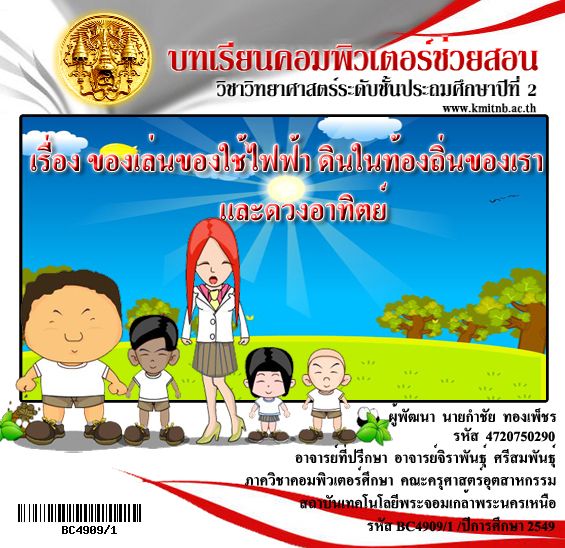 บทเรียนคอมพิวเตอร์ช่วยสอน
วิชาวิทยาศาสตร์ระดับชั้นประถมศึกษาปีที่ 2
www.kmitnb.ac.th
เรื่อง ของเล่นของใช้ไฟฟ้า ดินในท้องถิ่นของเรา
และดวงอาทิตย์
ผู้พัฒนา นายกำชัย ทองเพ็ชร
รหัส 4720750290
อาจารย์ที่ปรึกษา อาจารย์จิราพันธุ์ ศรีสมพันธุ์
ภาควิชาคอมพิวเตอร์ศึกษา คณะครุศาสตร์อุตสาหกรรม
สถาบันเทคโนโลยีพระจอมเกล้าพระนครเหนือ
รหัส BC4909/1 /ปีการศึกษา 2549
BC4909/1